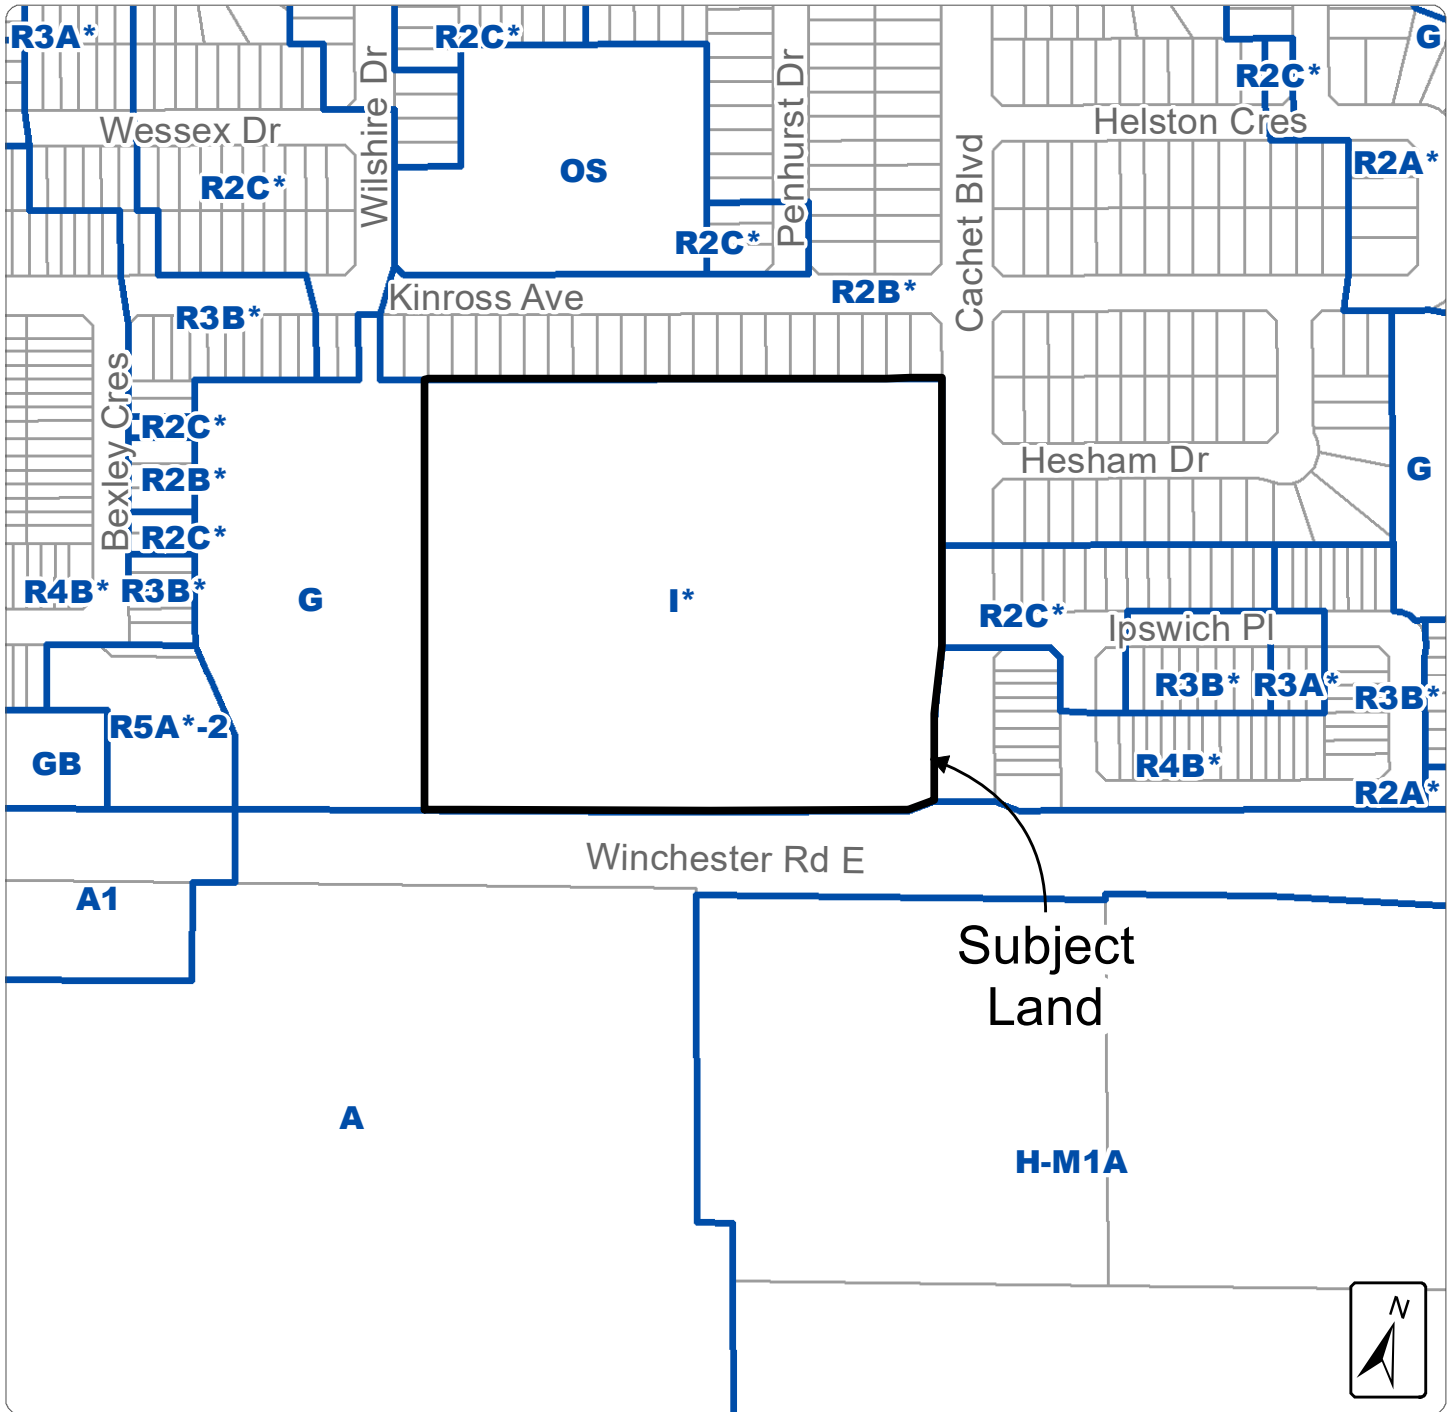 R3A*
R2C*
G
R2C*
Wessex Dr
Wilshire Dr
Penhurst Dr
Helston Cres
R2C*
OS
Cachet Blvd
R2A*
R2C*
Kinross Ave
R2B*
R3B*
Bexley Cres
R2C*
R2B*
R2C*
Hesham Dr
G
R4B*
R3B*
G
I*
R2C*
Ipswich Pl
R3B*
R3A*
R3B*
R5A*-2
GB
R4B*
R2A*
Winchester Rd E
A1
Subject
Land
A
H-M1A
N